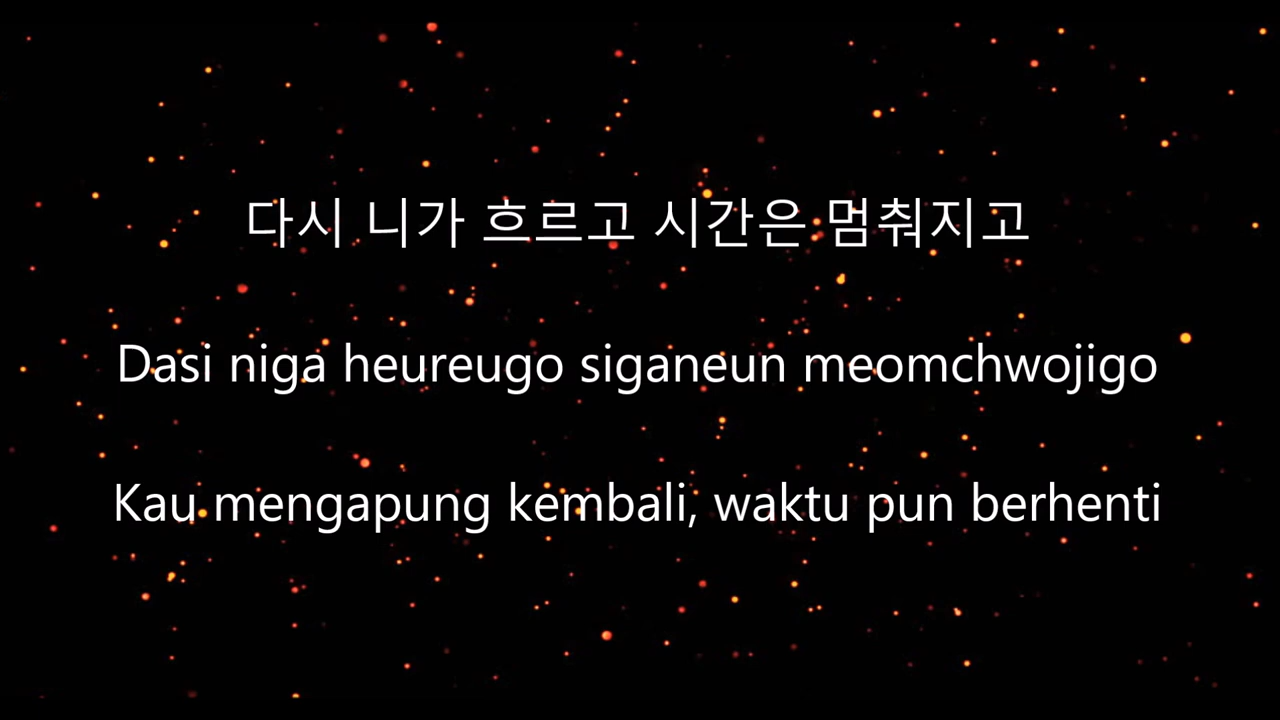 다시 니가 흐르고 시간은 멈춰지고
Dasi niga heureugo siganeun meomchwojigo
Kau mengapung kembali, waktu pun berhenti